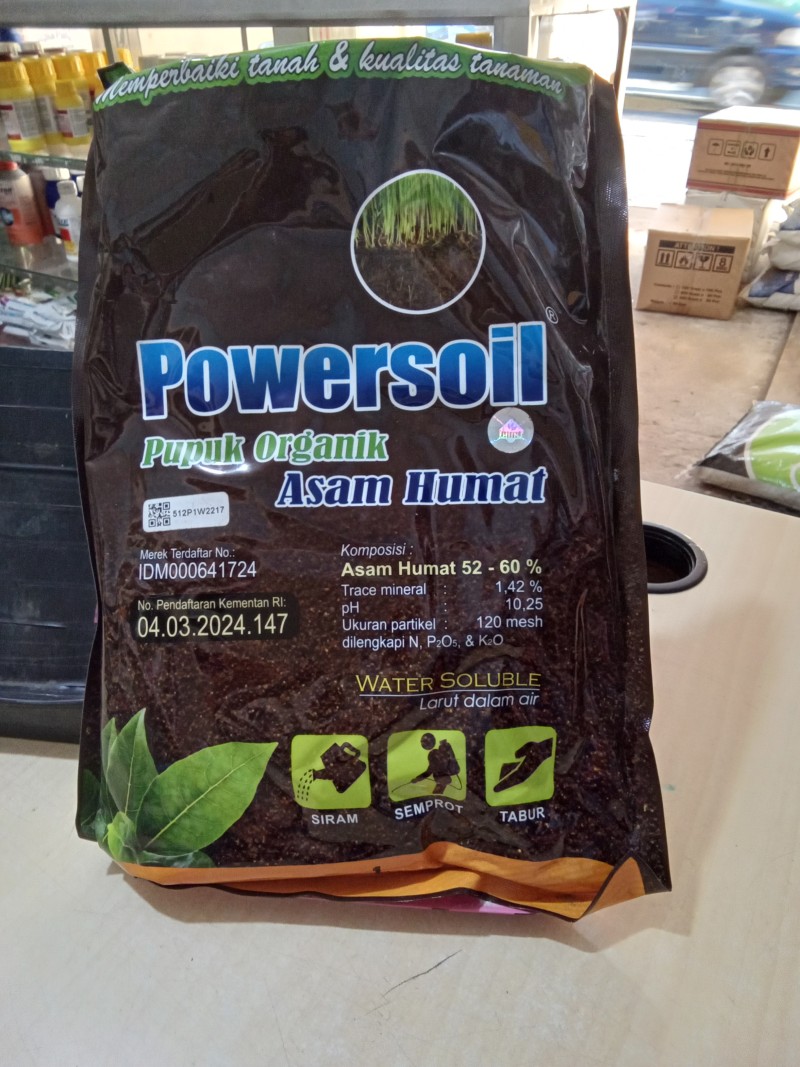 Memperbaiki tanah & kualitas tanaman
Powersoil®
Pupuk Organik
Asam Humat
512P1W2217
Merek Terdaftar No.:
IDM000641724
No. Pendaftaran Kementan RI:
04.03.2024.147
Komposisi :
Asam Humat 52 - 60 %
Trace mineral : 1,42 %
pH : 10,25
Ukuran partikel : 120 mesh
dilengkapi N, P₂O₅, & K₂O
WATER SOLUBLE
Larut dalam air
SIRAM
SEMPROT
TABUR
ATTENTION !